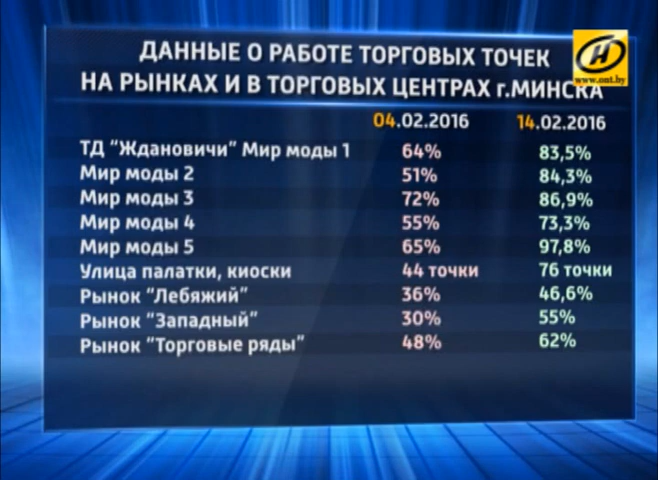 ДАННЫЕ О РАБОТЕ ТОРГОВЫХ ТОЧЕК
НА РЫНКАХ И В ТОРГОВЫХ ЦЕНТРАХ г.МИНСКА
www.ont.by
04.02.2016 14.02.2016
ТД "Ждановичи" Мир моды 1 64% 83,5%
Мир моды 2 51% 84,3%
Мир моды 3 72% 86,9%
Мир моды 4 55% 73,3%
Мир моды 5 65% 97,8%
Улица палатки, киоски 44 точки 76 точки
Рынок "Лебяжий" 36% 46,6%
Рынок "Западный" 30% 55%
Рынок "Торговые ряды" 48% 62%